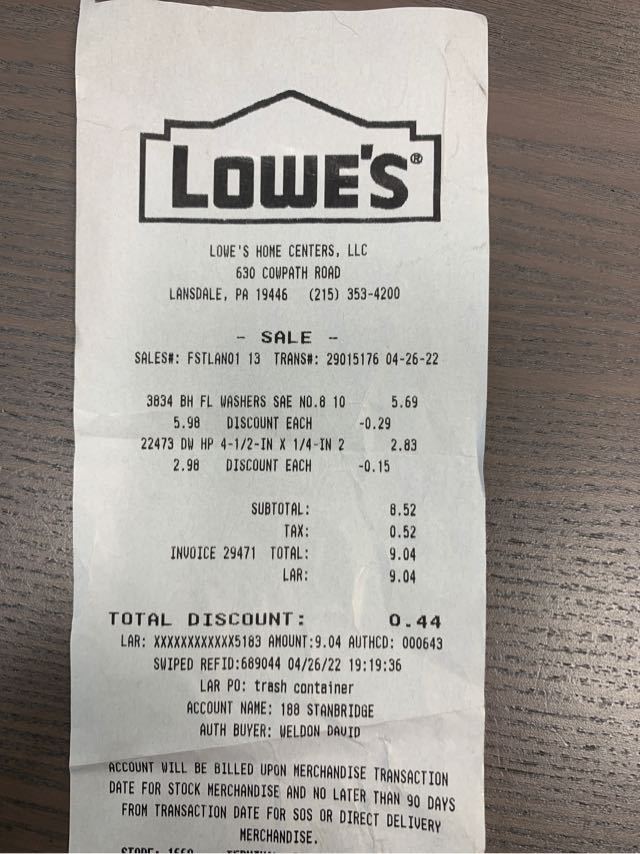 LOWE'S®
LOWE'S HOME CENTERS, LLC
630 COWPATH ROAD
LANSDALE, PA 19446 (215) 353-4200
- SALE -
SALES#: FSTLANO1 13 TRANS#: 29015176 04-26-22
3834 BH FL WASHERS SAE NO.8 10 5.69
5.98 DISCOUNT EACH -0.29
22473 DW HP 4-1/2-IN X 1/4-IN 2 2.83
2.98 DISCOUNT EACH -0.15
SUBTOTAL: 8.52
TAX: 0.52
INVOICE 29471 TOTAL: 9.04
LAR: 9.04
TOTAL DISCOUNT: 0.44
LAR: XXXXXXXXXXXX5183 AMOUNT:9.04 AUTHCD: 000643
SWIPED REFID:689044 04/26/22 19:19:36
LAR PO: trash container
ACCOUNT NAME: 188 STANBRIDGE
AUTH BUYER: WELDON DAVID
ACCOUNT WILL BE BILLED UPON MERCHANDISE TRANSACTION
DATE FOR STOCK MERCHANDISE AND NO LATER THAN 90 DAYS
FROM TRANSACTION DATE FOR SOS OR DIRECT DELIVERY
MERCHANDISE.
STORE: